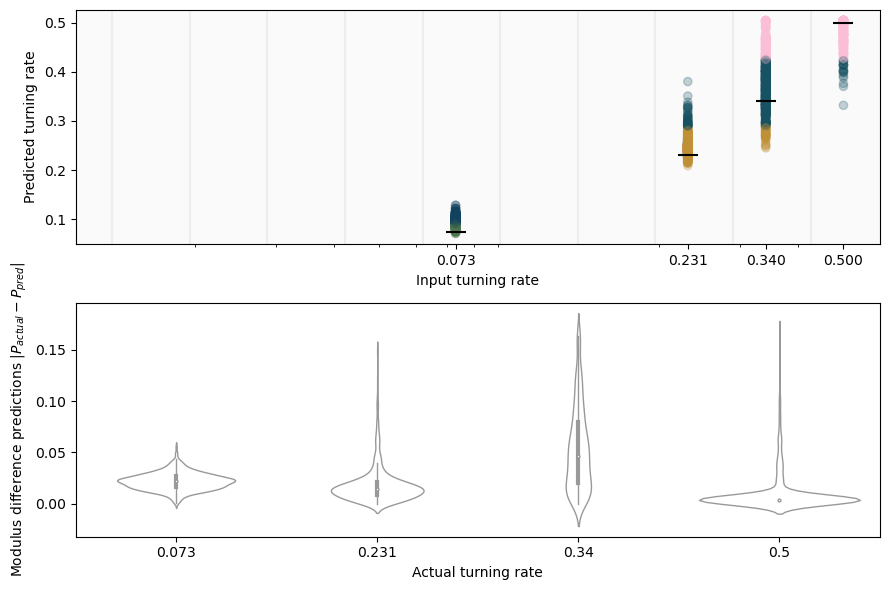 0.5
0.4
0.3
0.2
0.1
Predicted turning rate
0.073 0.231 0.340 0.500
Input turning rate
0.15
0.10
0.05
0.00
Modulus difference predictions |P_actual − P_pred|
0.073 0.231 0.34 0.5
Actual turning rate